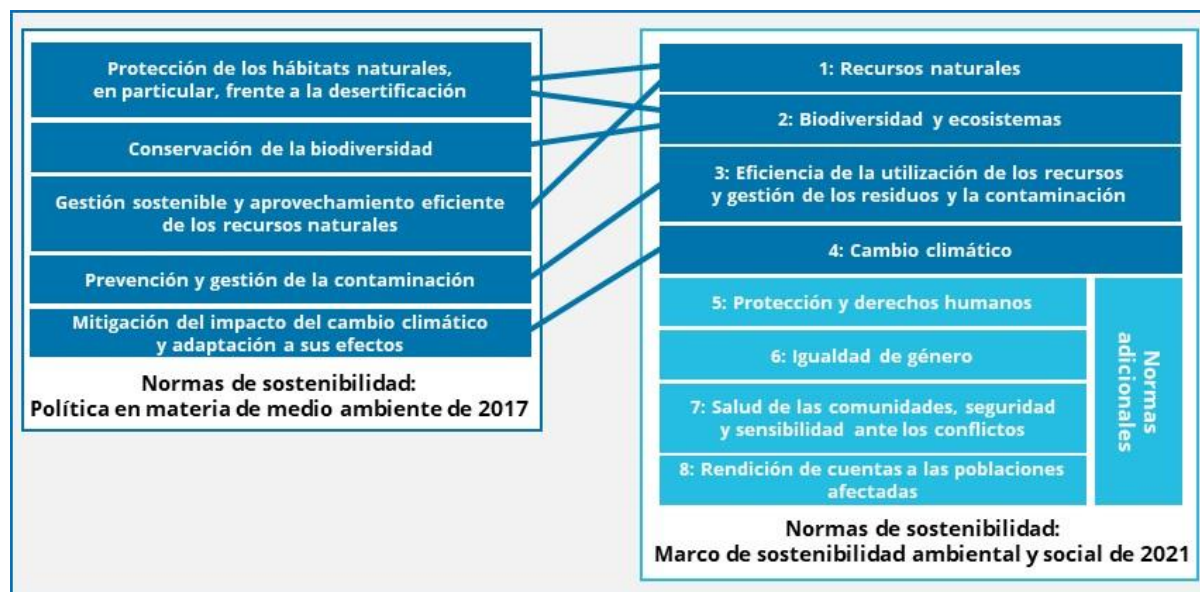 Protección de los hábitats naturales,
en particular, frente a la desertificación
Conservación de la biodiversidad
Gestión sostenible y aprovechamiento eficiente
de los recursos naturales
Prevención y gestión de la contaminación
Mitigación del impacto del cambio climático
y adaptación a sus efectos
Normas de sostenibilidad:
Política en materia de medio ambiente de 2017
1: Recursos naturales
2: Biodiversidad y ecosistemas
3: Eficiencia de la utilización de los recursos
y gestión de los residuos y la contaminación
4: Cambio climático
5: Protección y derechos humanos
6: Igualdad de género
7: Salud de las comunidades, seguridad
y sensibilidad ante los conflictos
8: Rendición de cuentas a las poblaciones
afectadas
Normas
adicionales
Normas de sostenibilidad:
Marco de sostenibilidad ambiental y social de 2021